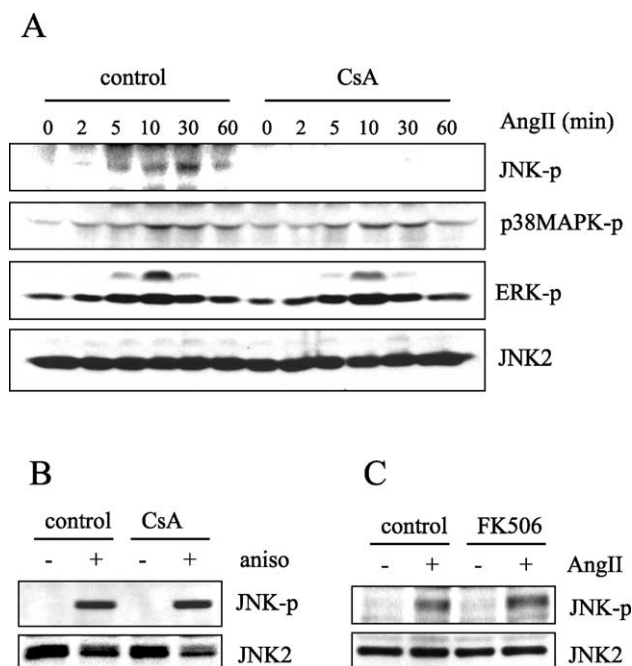 A
control CsA
0 2 5 10 30 60 0 2 5 10 30 60 AngII (min)
JNK-p
p38MAPK-p
ERK-p
JNK2
B
control CsA
- + - + aniso
JNK-p
JNK2
C
control FK506
- + - + AngII
JNK-p
JNK2